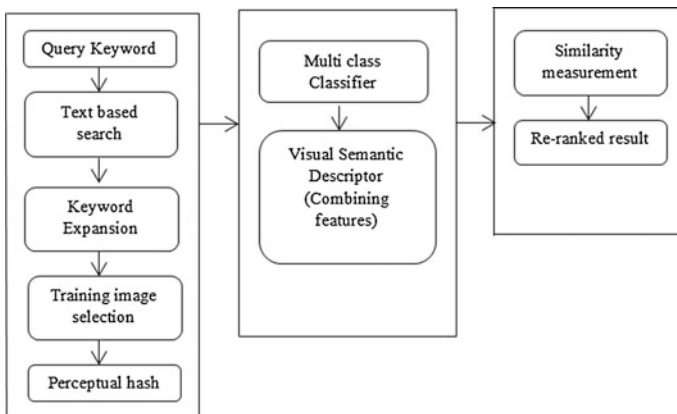 Query Keyword
Text based
search
Keyword
Expansion
Training image
selection
Perceptual hash
Multi class
Classifier
Visual Semantic
Descriptor
(Combining
features)
Similarity
measurement
Re-ranked result